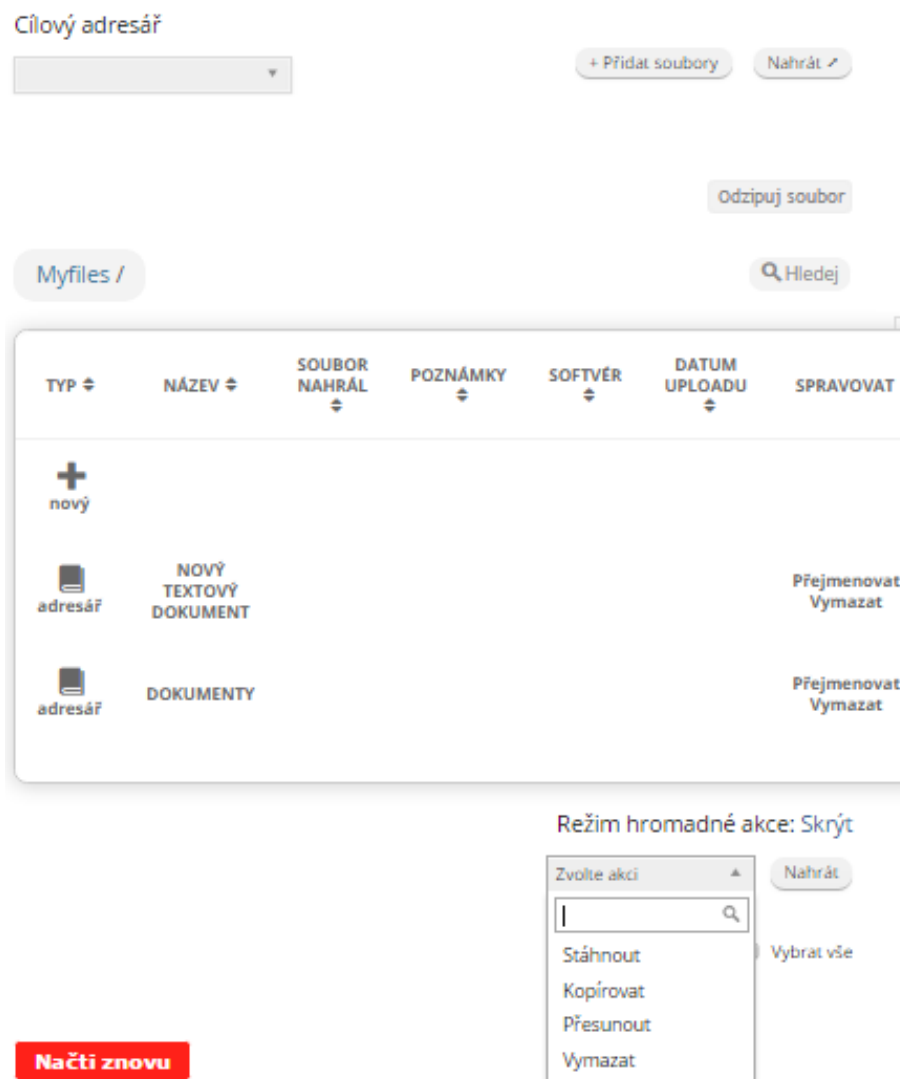 Cílový adresář
+ Přidat soubory
Nahrát
Odzipuj soubor
Myfiles /
Hledej
TYP
NÁZEV
SOUBOR
NAHRÁL
POZNÁMKY
SOFTVÉR
DATUM
UPLOADU
SPRAVOVAT
nový
adresář
NOVÝ
TEXTOVÝ
DOKUMENT
Přejmenovat
Vymazat
adresář
DOKUMENTY
Přejmenovat
Vymazat
Režim hromadné akce: Skrýt
Zvolte akci
Nahrát
Vybrat vše
Stáhnout
Kopírovat
Přesunout
Vymazat
Načti znovu